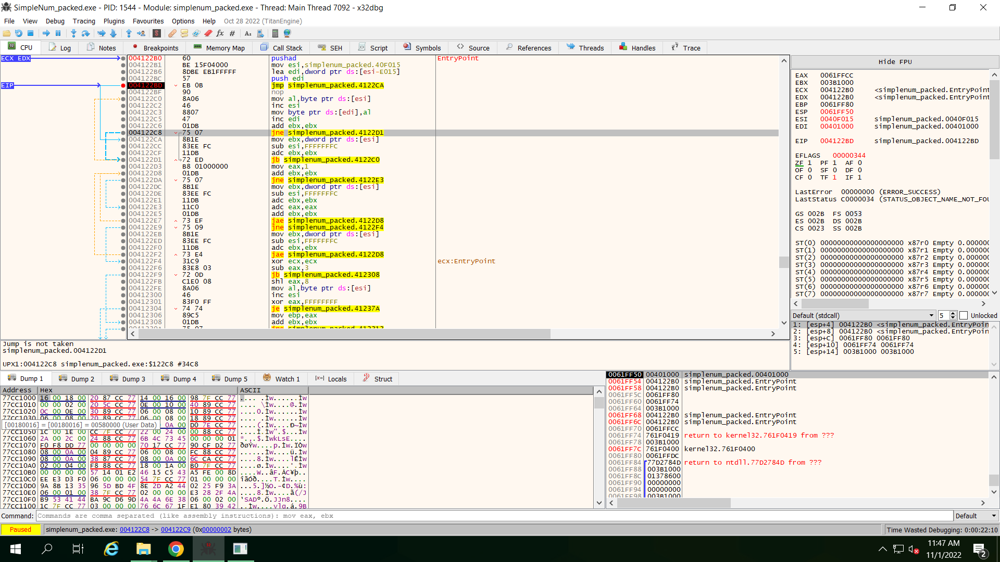 SimpleNum_packed.exe - PID: 1544 - Module: simplenum_packed.exe - Thread: Main Thread 7092 - x32dbg
File View Debug Tracing Plugins Favourites Options Help Oct 28 2022 (TitanEngine)
CPU Log Notes Breakpoints Memory Map Call Stack SEH Script Symbols Source References Threads Handles Trace
ECX EDX
EIP
004122B0 60 pushad EntryPoint
004122B1 BE 15F04000 mov esi,simplenum_packed.40F015
004122B6 8DBE EB1FFFFF lea edi,dword ptr ds:[esi-E015]
004122BC 57 push edi
004122BD EB 0B jmp simplenum_packed.4122CA
004122BF 90 nop
004122C0 8A06 mov al,byte ptr ds:[esi]
004122C2 46 inc esi
004122C3 8807 mov byte ptr ds:[edi],al
004122C5 47 inc edi
004122C6 01DB add ebx,ebx
004122C8 75 07 jne simplenum_packed.4122D1
004122CA 8B1E mov ebx,dword ptr ds:[esi]
004122CC 83EE FC sub esi,FFFFFFFC
004122CF 11DB adc ebx,ebx
004122D1 72 ED jb simplenum_packed.4122C0
004122D3 B8 01000000 mov eax,1
004122D8 01DB add ebx,ebx
004122DA 75 07 jne simplenum_packed.4122E3
004122DC 8B1E mov ebx,dword ptr ds:[esi]
004122DE 83EE FC sub esi,FFFFFFFC
004122E1 11DB adc ebx,ebx
004122E3 11C0 adc eax,eax
004122E5 01DB add ebx,ebx
004122E7 73 EF jae simplenum_packed.4122D8
004122E9 75 09 jne simplenum_packed.4122F4
004122EB 8B1E mov ebx,dword ptr ds:[esi]
004122ED 83EE FC sub esi,FFFFFFFC
004122F0 11DB adc ebx,ebx
004122F2 73 E4 jae simplenum_packed.4122D8
004122F4 31C9 xor ecx,ecx ecx:EntryPoint
004122F6 83E8 03 sub eax,3
004122F9 72 0D jb simplenum_packed.412308
004122FB C1E0 08 shl eax,8
004122FE 8A06 mov al,byte ptr ds:[esi]
00412300 46 inc esi
00412301 83F0 FF xor eax,FFFFFFFF
00412304 74 74 je simplenum_packed.41237A
00412306 89C5 mov ebp,eax
00412308 01DB add ebx,ebx
0041230A 75 07 jne simplenum_packed.412313
Hide FPU
EAX 0061FFCC
EBX 003B1000
ECX 004122B0 <simplenum_packed.EntryPoint
EDX 004122B0 <simplenum_packed.EntryPoint
EBP 0061FF80
ESP 0061FF50
ESI 0040F015 simplenum_packed.0040F015
EDI 00401000 simplenum_packed.00401000
EIP 004122BD simplenum_packed.004122BD
EFLAGS 00000344
ZF 1 PF 1 AF 0
OF 0 SF 0 DF 0
CF 0 TF 1 IF 1
LastError 00000000 (ERROR_SUCCESS)
LastStatus C0000034 (STATUS_OBJECT_NAME_NOT_FOU
GS 002B FS 0053
ES 002B DS 002B
CS 0023 SS 002B
ST(0) 00000000000000000000 x87r0 Empty 0.00000
ST(1) 00000000000000000000 x87r1 Empty 0.00000
ST(2) 00000000000000000000 x87r2 Empty 0.00000
ST(3) 00000000000000000000 x87r3 Empty 0.00000
ST(4) 00000000000000000000 x87r4 Empty 0.00000
ST(5) 00000000000000000000 x87r5 Empty 0.00000
ST(6) 00000000000000000000 x87r6 Empty 0.00000
ST(7) 00000000000000000000 x87r7 Empty 0.00000
Default (stdcall) 5 Unlocked
1: [esp+4] 004122B0 <simplenum_packed.EntryPoin
2: [esp+8] 004122B0 <simplenum_packed.EntryPoin
3: [esp+C] 0061FF80 0061FF80
4: [esp+10] 0061FF74 0061FF74
5: [esp+14] 003B1000 003B1000
Jump is not taken
simplenum_packed.004122D1
UPX1:004122C8 simplenum_packed.exe:$122C8 #34C8
Dump 1 Dump 2 Dump 3 Dump 4 Dump 5 Watch 1 Locals Struct
Address Hex ASCII
77CC1000 16 00 18 00 20 87 CC 77 14 00 16 00 98 7F CC 77 .... .Ìw.......Ìw
77CC1010 00 00 02 00 20 5C CC 77 0E 00 10 00 40 89 CC 77 .... \Ìw....@.Ìw
77CC1020 0C 00 0E 00 30 89 CC 77 06 00 08 00 10 89 CC 77 ....0.Ìw......Ìw
77CC1030 06 00 08 00 20 89 CC 77 06 00 08 00 18 89 CC 77 .... .Ìw......Ìw
[00180016] = [00180016] = 00580000 (User Data) 0A 00 D0 7E CC 77
77CC1050 1C 00 1E 00 CC 7F CC 77 22 00 24 00 00 88 CC 77 ....Ì.Ìw".$...Ìw
77CC1060 2A 00 2C 00 24 88 CC 77 6B 4C 73 45 00 00 00 01 *.,.$.ÌwkLsE....
77CC1070 F0 F8 DD 77 00 00 00 00 70 17 CC 77 90 CF D2 77 ðøÝw....p.Ìw.ÏÒw
77CC1080 08 00 0A 00 04 89 CC 77 06 00 08 00 FC 88 CC 77 ......Ìw....ü.Ìw
77CC1090 08 00 0A 00 38 87 CC 77 08 00 0A 00 6C CA CC 77 ....8.Ìw....lÊÌw
77CC10A0 02 00 04 00 F8 88 CC 77 18 00 1A 00 B0 7F CC 77 ....ø.Ìw....°.Ìw
77CC10B0 00 00 00 00 57 14 01 E2 46 15 C5 43 A5 FE 00 8D ....W..âF.ÅC¥þ..
77CC10C0 EE E3 D3 F0 06 00 00 00 54 7F CC 77 01 00 00 00 îãÓð....T.Ìw....
77CC10D0 9A 8B 13 35 96 5D BD 4F 8E 2D A2 44 02 25 F9 3A ...5.]½O.-¢D.%ù:
77CC10E0 06 00 01 00 38 7F CC 77 02 00 00 00 E3 28 2F 4A ....8.Ìw....ã(/J
77CC10F0 B9 53 41 44 BA 9C D6 9D 4A 4A 6E 38 06 00 02 00 ¹SADº.Ö.JJn8....
77CC1100 1C 7F CC 77 03 00 00 00 76 6C 67 1F E1 80 39 42 ..Ìw....vlg.á.9B
0061FF50 00401000 simplenum_packed.00401000
0061FF54 004122B0 simplenum_packed.EntryPoint
0061FF58 004122B0 simplenum_packed.EntryPoint
0061FF5C 0061FF80
0061FF60 0061FF74
0061FF64 003B1000
0061FF68 004122B0 simplenum_packed.EntryPoint
0061FF6C 004122B0 simplenum_packed.EntryPoint
0061FF70 0061FFCC
0061FF74 761F0419 return to kernel32.761F0419 from ???
0061FF78 003B1000
0061FF7C 761F0400 kernel32.761F0400
0061FF80 0061FFDC
0061FF84 77D2784D return to ntdll.77D2784D from ???
0061FF88 003B1000
0061FF8C 01378600
0061FF90 00000000
0061FF94 00000000
0061FF98 003B1000
Command: Commands are comma separated (like assembly instructions): mov eax, ebx Default
Paused simplenum_packed.exe: 004122C8 -> 004122C9 (0x00000002 bytes) Time Wasted Debugging: 0:00:22:10
11:47 AM
11/1/2022
2